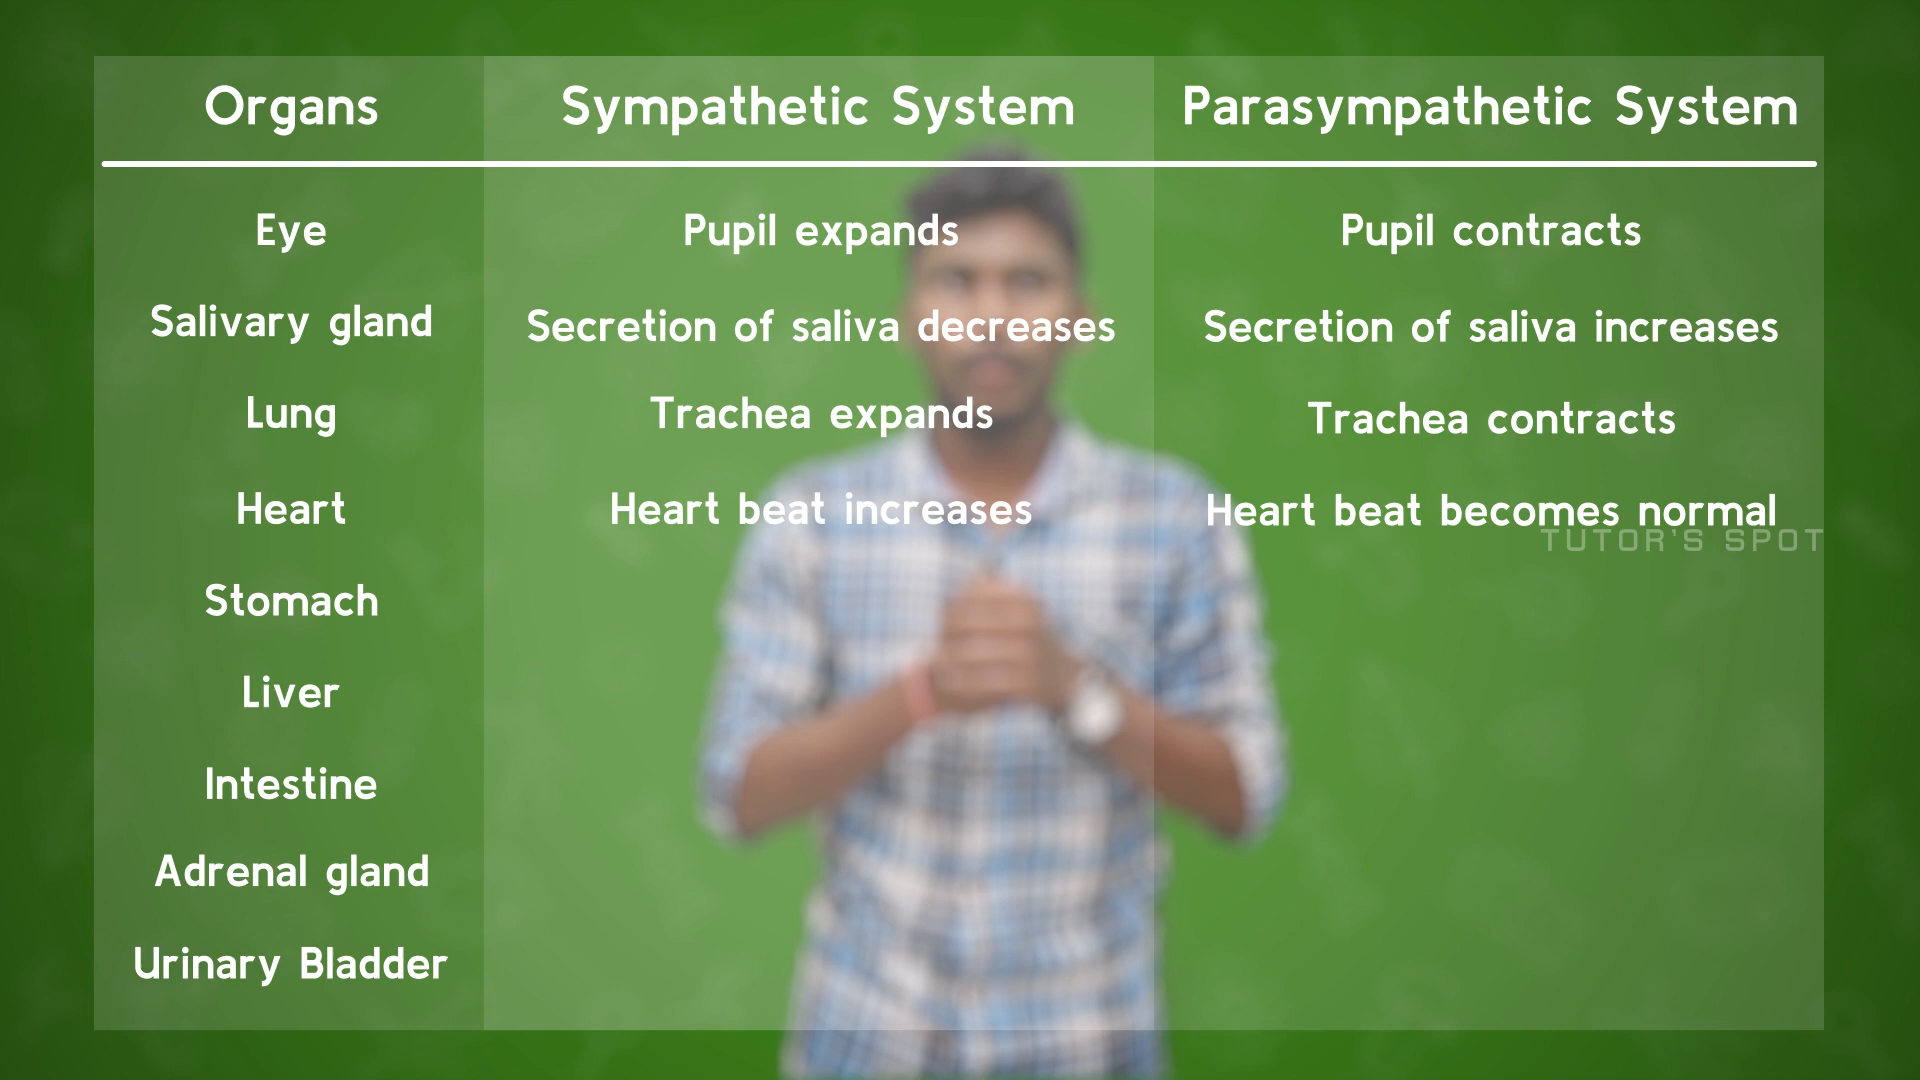 Organs Sympathetic System Parasympathetic System
Eye Pupil expands Pupil contracts
Salivary gland Secretion of saliva decreases Secretion of saliva increases
Lung Trachea expands Trachea contracts
Heart Heart beat increases Heart beat becomes normal
TUTOR'S SPOT
Stomach
Liver
Intestine
Adrenal gland
Urinary Bladder